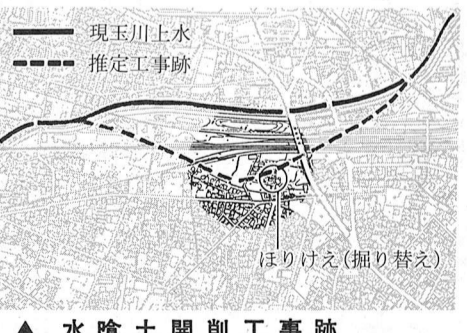 現玉川上水
推定工事跡
ほりけえ(掘り替え)
▲ 水喰土開削工事跡